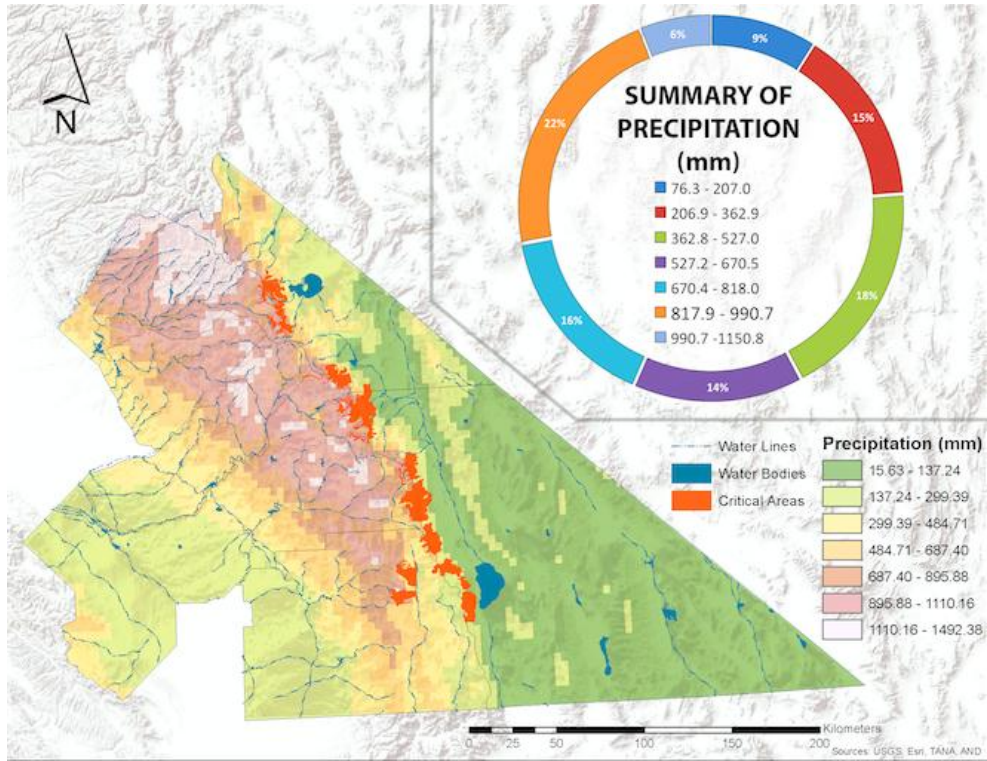 N
6%
9%
22%
15%
SUMMARY OF
PRECIPITATION
(mm)
76.3 - 207.0
206.9 - 362.9
362.8 - 527.0
527.2 - 670.5
670.4 - 818.0
817.9 - 990.7
990.7 -1150.8
16%
18%
14%
Water Lines
Water Bodies
Critical Areas
Precipitation (mm)
15.63 - 137.24
137.24 - 299.39
299.39 - 484.71
484.71 - 687.40
687.40 - 895.88
895.88 - 1110.16
1110.16 - 1492.38
Kilometers
0 25 50 100 150 200
Sources: USGS, Esri, TANA, AND